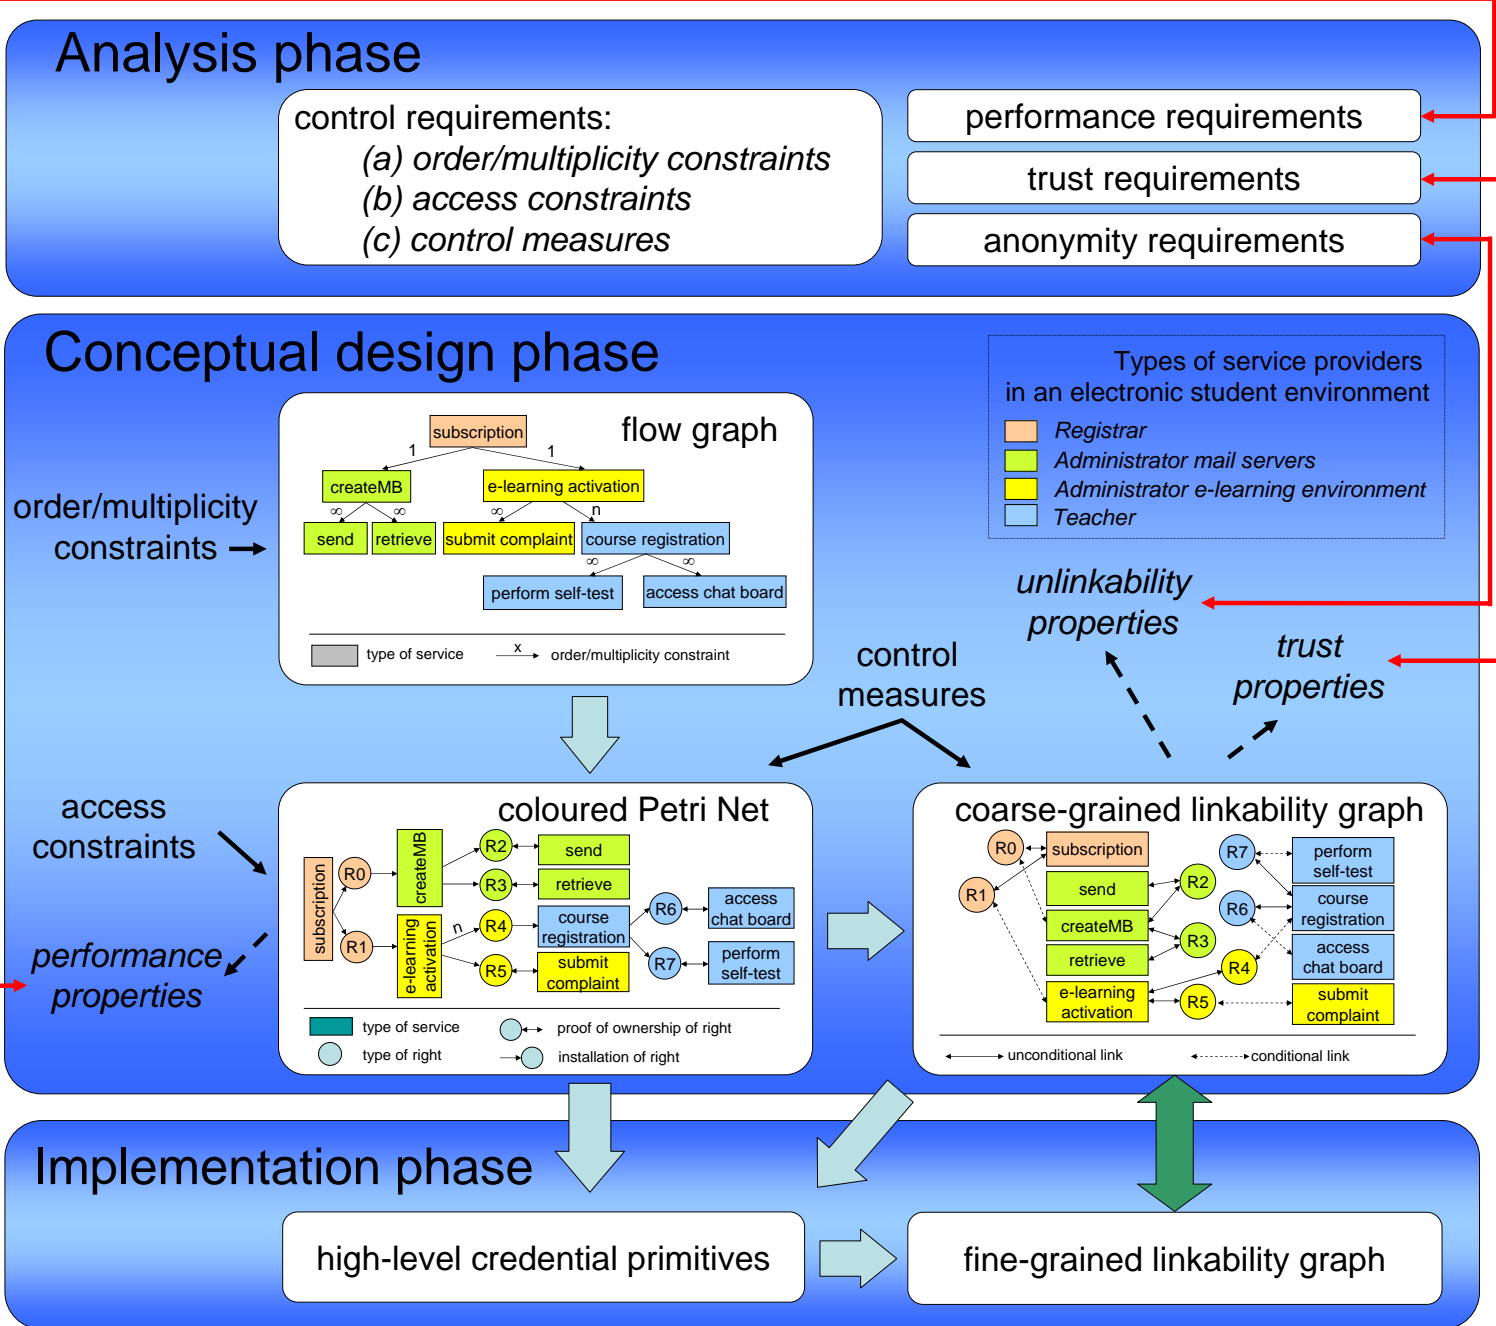 Analysis phase
control requirements:
(a) order/multiplicity constraints
(b) access constraints
(c) control measures
performance requirements
trust requirements
anonymity requirements
Conceptual design phase
Types of service providers
in an electronic student environment
Registrar
Administrator mail servers
Administrator e-learning environment
Teacher
order/multiplicity
constraints
flow graph
subscription
1
1
createMB
e-learning activation
∞
∞
∞
n
send
retrieve
submit complaint
course registration
∞
∞
perform self-test
access chat board
type of service
x
order/multiplicity constraint
unlinkability
properties
trust
properties
control
measures
access
constraints
performance
properties
coloured Petri Net
subscription
R0
R1
createMB
e-learning
activation
R2
send
R3
retrieve
n
R4
course
registration
R5
submit
complaint
R6
access
chat board
R7
perform
self-test
type of service
proof of ownership of right
type of right
installation of right
coarse-grained linkability graph
R0
subscription
R7
perform
self-test
R1
send
R2
createMB
R6
course
registration
retrieve
R3
access
chat board
R4
e-learning
activation
R5
submit
complaint
unconditional link
conditional link
Implementation phase
high-level credential primitives
fine-grained linkability graph